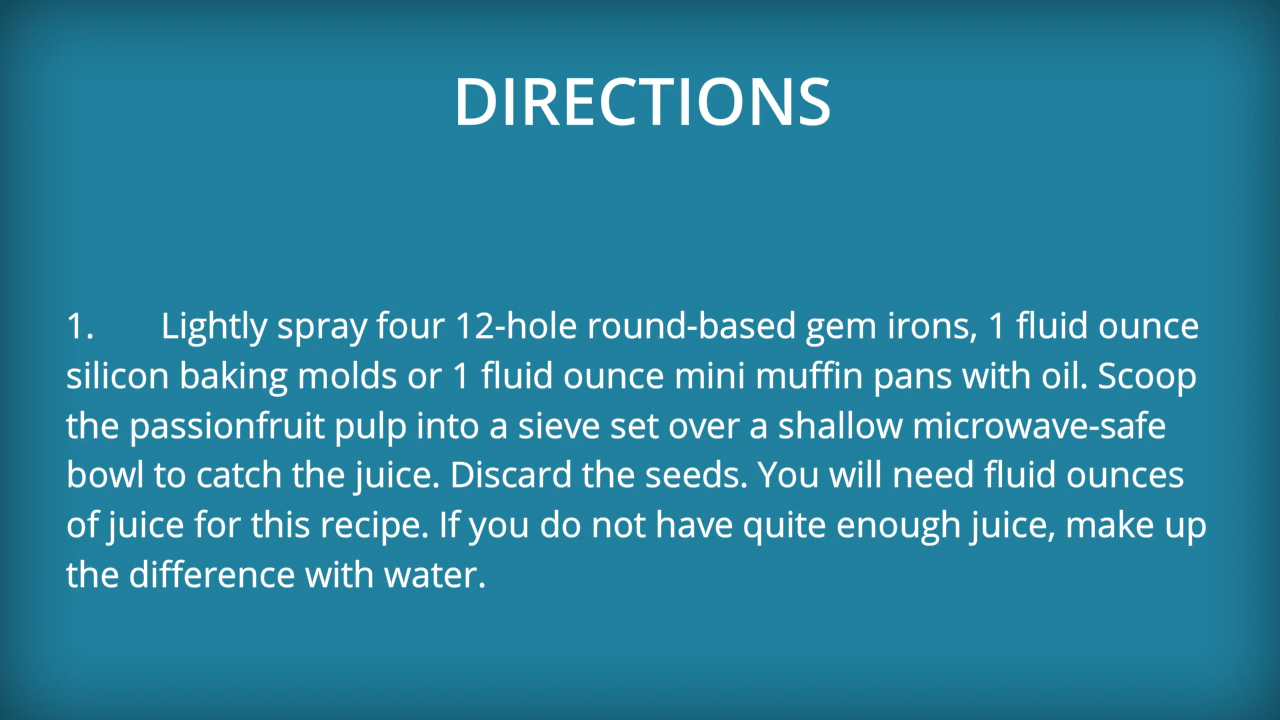 DIRECTIONS
1. Lightly spray four 12-hole round-based gem irons, 1 fluid ounce
silicon baking molds or 1 fluid ounce mini muffin pans with oil. Scoop
the passionfruit pulp into a sieve set over a shallow microwave-safe
bowl to catch the juice. Discard the seeds. You will need fluid ounces
of juice for this recipe. If you do not have quite enough juice, make up
the difference with water.